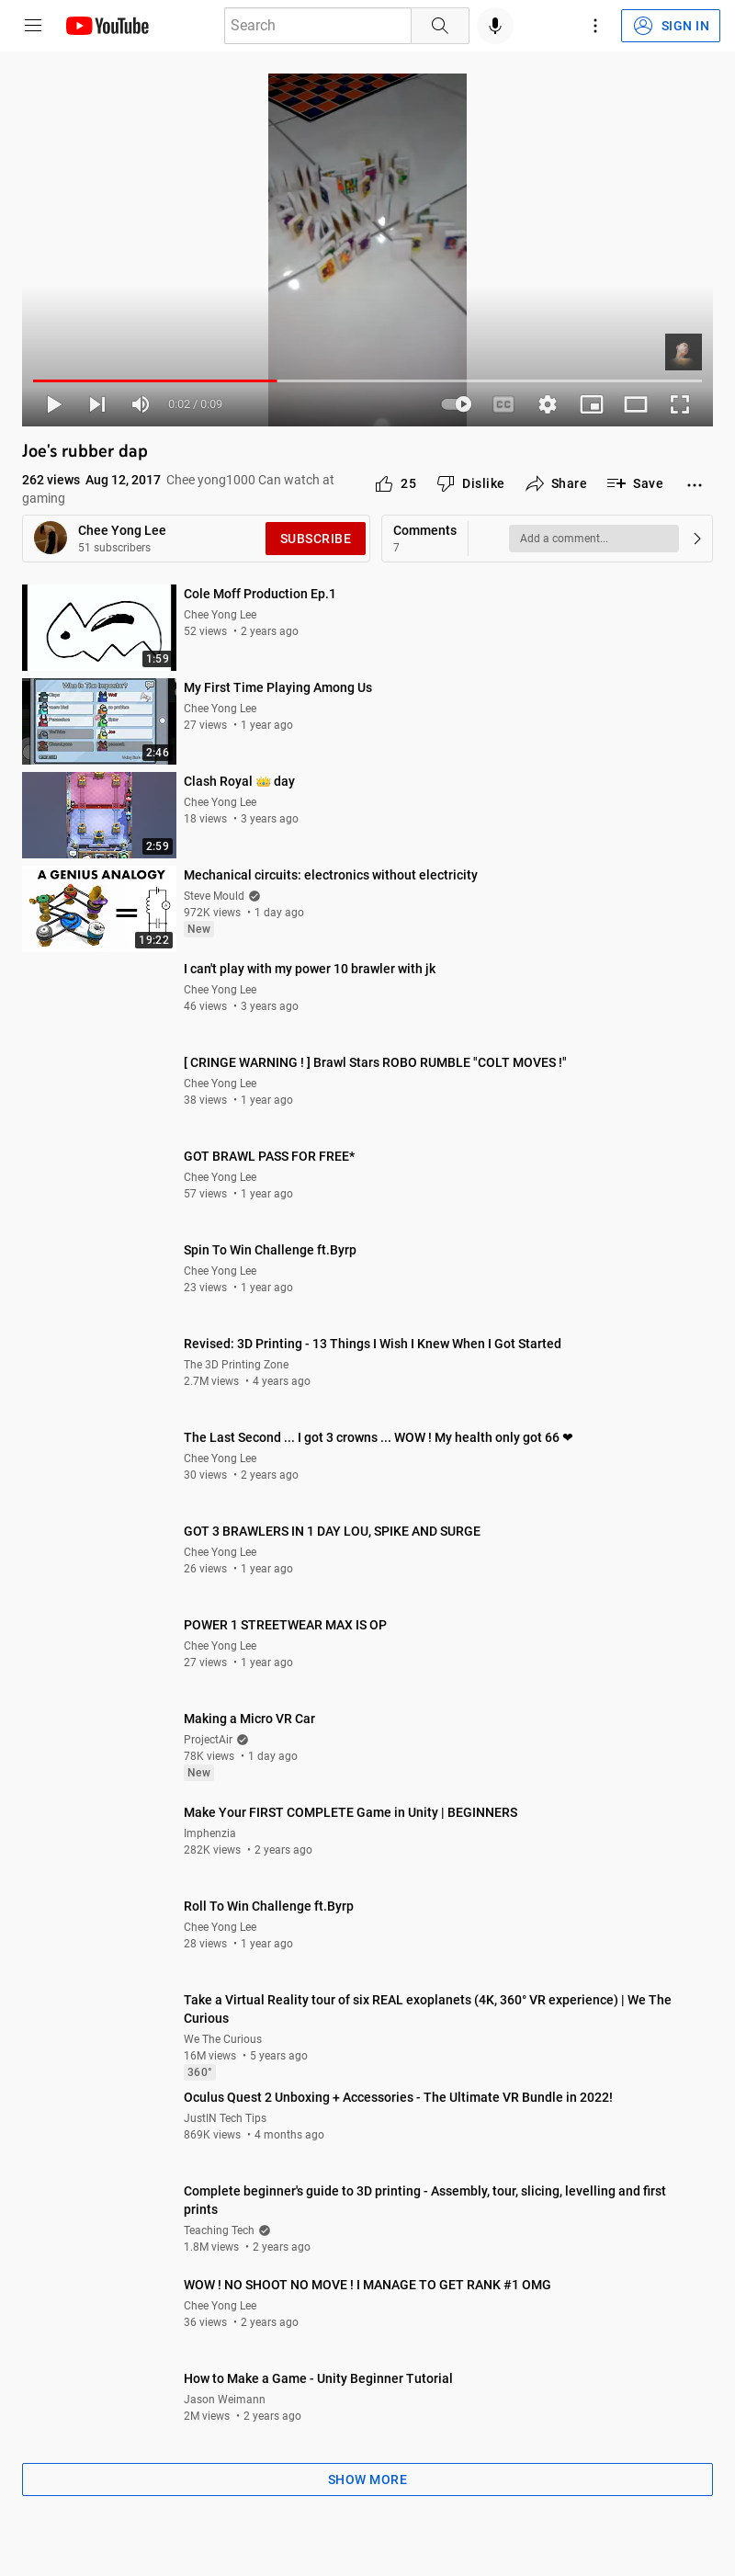 YouTube
Search
SIGN IN
0:02 / 0:09
CC
Joe's rubber dap
262 views Aug 12, 2017 Chee yong1000 Can watch at
gaming
25 Dislike Share Save
Chee Yong Lee
51 subscribers
SUBSCRIBE
Comments
7
Add a comment...
1:59
Cole Moff Production Ep.1
Chee Yong Lee
52 views • 2 years ago
Who Is The Impostor?
2:46
My First Time Playing Among Us
Chee Yong Lee
27 views • 1 year ago
2:59
Clash Royal 👑 day
Chee Yong Lee
18 views • 3 years ago
A GENIUS ANALOGY
=
19:22
Mechanical circuits: electronics without electricity
Steve Mould
972K views • 1 day ago
New
I can't play with my power 10 brawler with jk
Chee Yong Lee
46 views • 3 years ago
[ CRINGE WARNING ! ] Brawl Stars ROBO RUMBLE "COLT MOVES !"
Chee Yong Lee
38 views • 1 year ago
GOT BRAWL PASS FOR FREE*
Chee Yong Lee
57 views • 1 year ago
Spin To Win Challenge ft.Byrp
Chee Yong Lee
23 views • 1 year ago
Revised: 3D Printing - 13 Things I Wish I Knew When I Got Started
The 3D Printing Zone
2.7M views • 4 years ago
The Last Second ... I got 3 crowns ... WOW ! My health only got 66 ❤
Chee Yong Lee
30 views • 2 years ago
GOT 3 BRAWLERS IN 1 DAY LOU, SPIKE AND SURGE
Chee Yong Lee
26 views • 1 year ago
POWER 1 STREETWEAR MAX IS OP
Chee Yong Lee
27 views • 1 year ago
Making a Micro VR Car
ProjectAir
78K views • 1 day ago
New
Make Your FIRST COMPLETE Game in Unity | BEGINNERS
Imphenzia
282K views • 2 years ago
Roll To Win Challenge ft.Byrp
Chee Yong Lee
28 views • 1 year ago
Take a Virtual Reality tour of six REAL exoplanets (4K, 360° VR experience) | We The
Curious
We The Curious
16M views • 5 years ago
360°
Oculus Quest 2 Unboxing + Accessories - The Ultimate VR Bundle in 2022!
JustIN Tech Tips
869K views • 4 months ago
Complete beginner's guide to 3D printing - Assembly, tour, slicing, levelling and first
prints
Teaching Tech
1.8M views • 2 years ago
WOW ! NO SHOOT NO MOVE ! I MANAGE TO GET RANK #1 OMG
Chee Yong Lee
36 views • 2 years ago
How to Make a Game - Unity Beginner Tutorial
Jason Weimann
2M views • 2 years ago
SHOW MORE